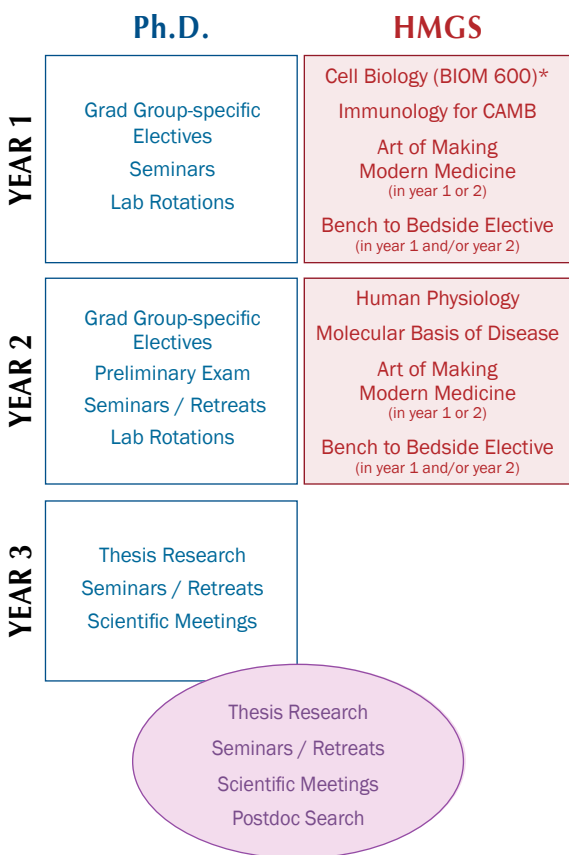 Ph.D.
HMGS
YEAR 1
Grad Group-specific
Electives
Seminars
Lab Rotations
Cell Biology (BIOM 600)*
Immunology for CAMB
Art of Making
Modern Medicine
(in year 1 or 2)
Bench to Bedside Elective
(in year 1 and/or year 2)
YEAR 2
Grad Group-specific
Electives
Preliminary Exam
Seminars / Retreats
Lab Rotations
Human Physiology
Molecular Basis of Disease
Art of Making
Modern Medicine
(in year 1 or 2)
Bench to Bedside Elective
(in year 1 and/or year 2)
YEAR 3
Thesis Research
Seminars / Retreats
Scientific Meetings
Thesis Research
Seminars / Retreats
Scientific Meetings
Postdoc Search